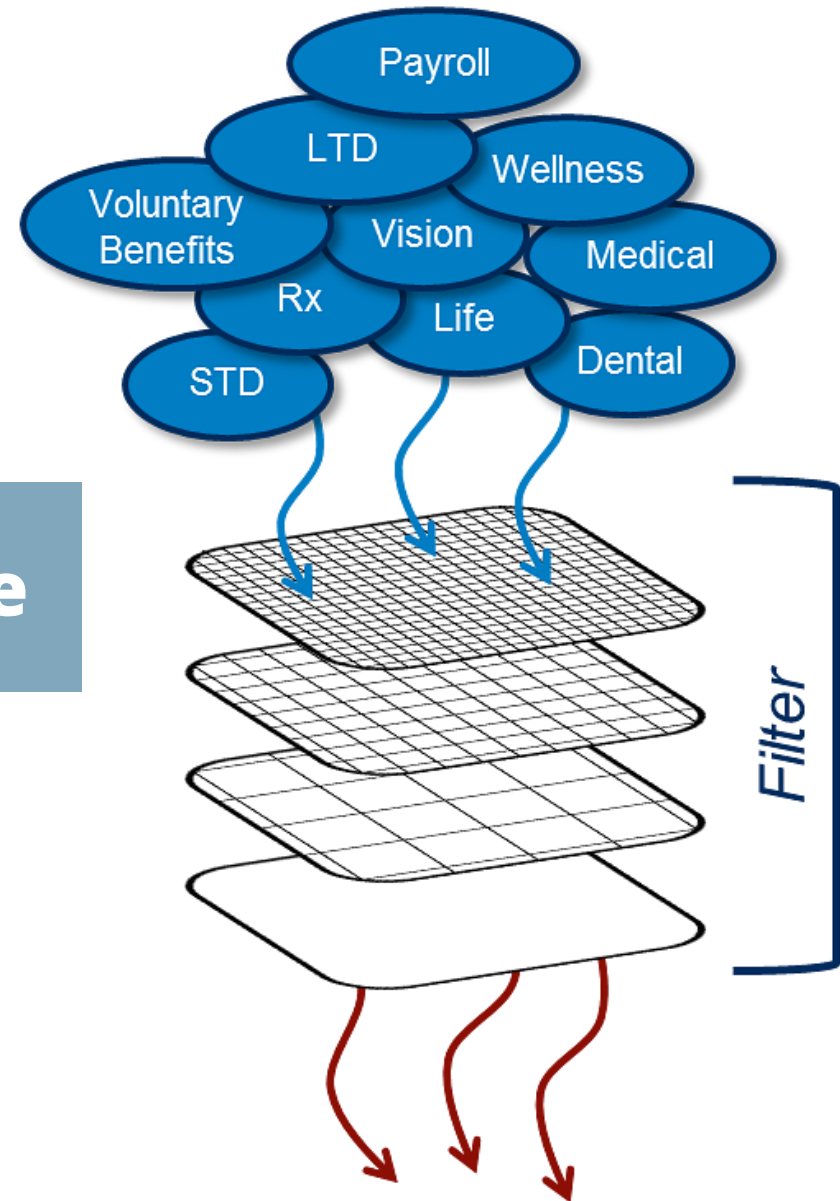 Payroll
LTD
Wellness
Voluntary
Benefits
Vision
Medical
Rx
Life
Dental
STD
e
Filter